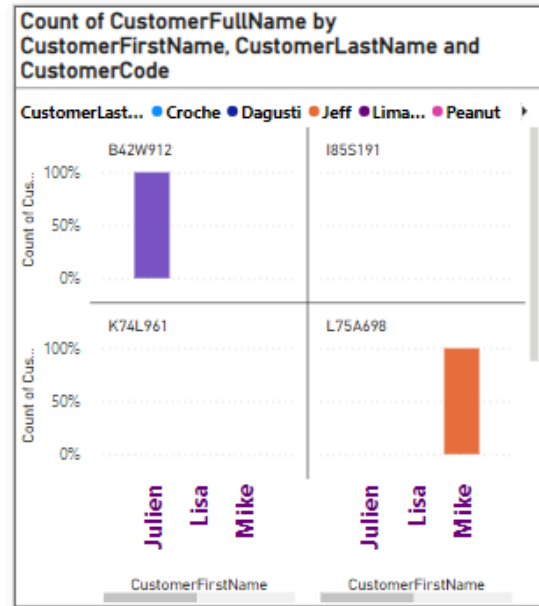 Count of CustomerFullName by
CustomerFirstName, CustomerLastName and
CustomerCode
CustomerLast... Croche Dagusti Jeff Lima... Peanut
B42W912
I85S191
Count of Cus...
100%
50%
0%
K74L961
L75A698
Count of Cus...
100%
50%
0%
Julien
Lisa
Mike
Julien
Lisa
Mike
CustomerFirstName
CustomerFirstName